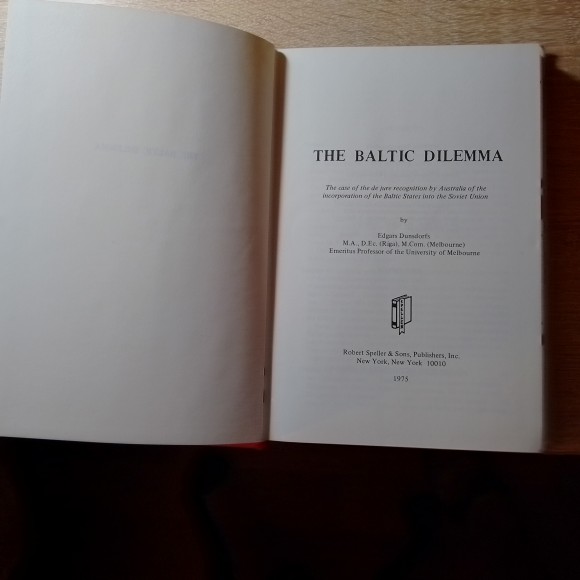 THE BALTIC DILEMMA
The case of the de jure recognition by Australia of the
incorporation of the Baltic States into the Soviet Union
by
Edgars Dunsdorfs
M.A., D.Ec. (Riga), M.Com. (Melbourne)
Emeritus Professor of the University of Melbourne
SPELLER
Robert Speller & Sons, Publishers, Inc.
New York, New York 10010
1975